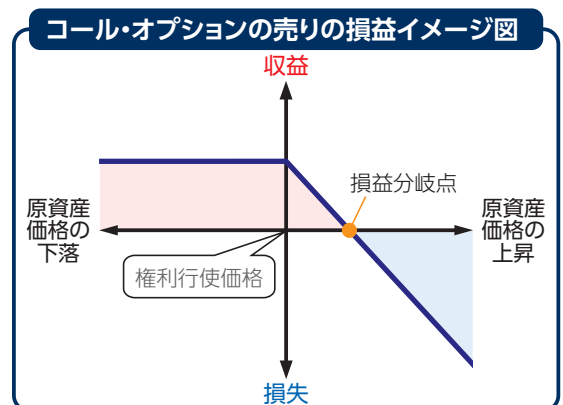 コール・オプションの売りの損益イメージ図
収益
損益分岐点
原資産
価格の
下落
原資産
価格の
上昇
権利行使価格
損失